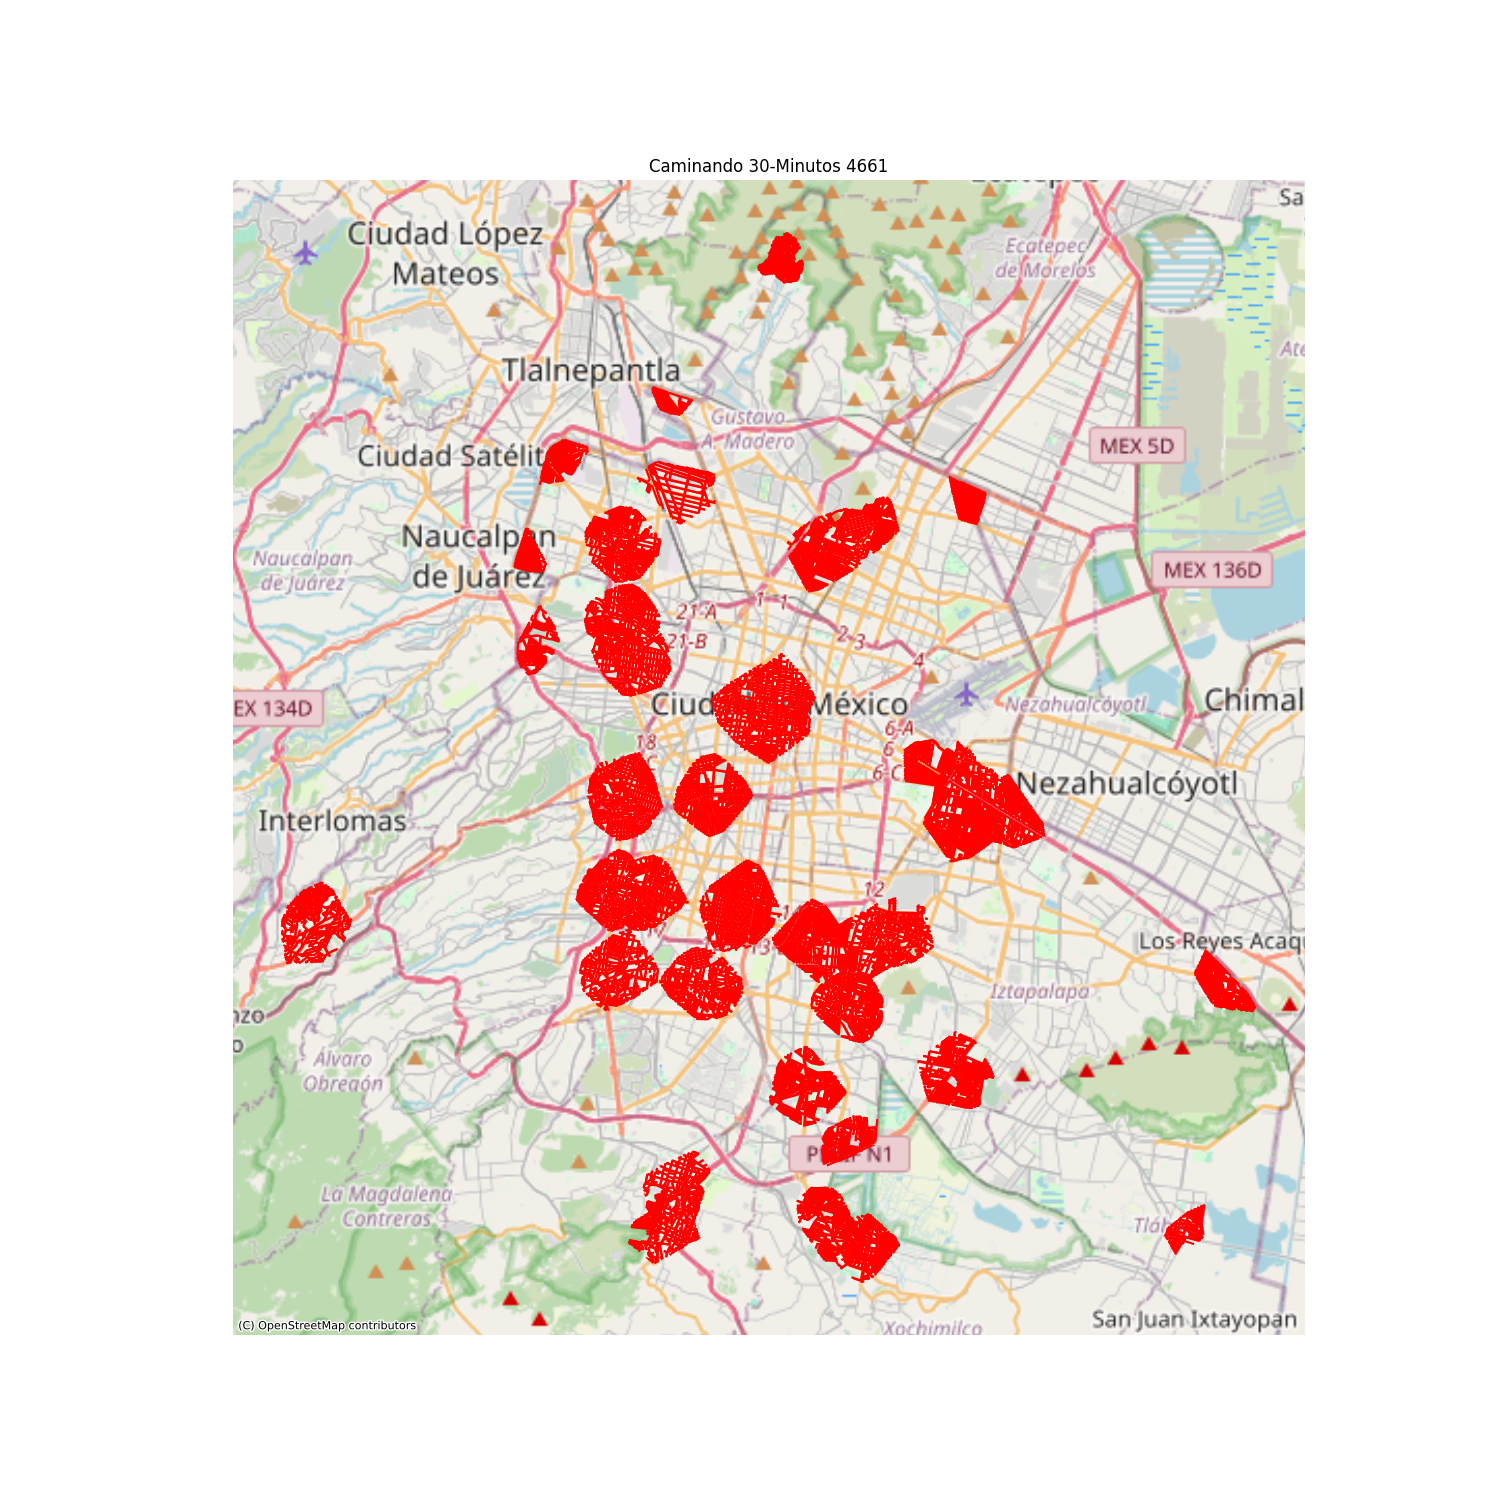 Caminando 30-Minutos 4661
Sa
Ciudad López
Mateos
Ecatepec
de Morelos
Ate
Tlalnepantla
Gustavo
A. Madero
Ciudad Satélit
MEX 5D
Naucalpan
de Juárez
Naucalpan
de Juárez
MEX 136D
21-A
1
1
21-B
2
3
4
EX 134D
Ciud
México
Nezahualcóyotl
Chimal
6-A
6
6-C
18
C
Nezahualcóyotl
Interlomas
12
17
13-
Los Reyes Acaqu
Iztapalapa
nzo
o
Álvaro
Obregón
N1
La Magdalena
Contreras
Tláh
San Juan Ixtayopan
Xochimilco
(C) OpenStreetMap contributors